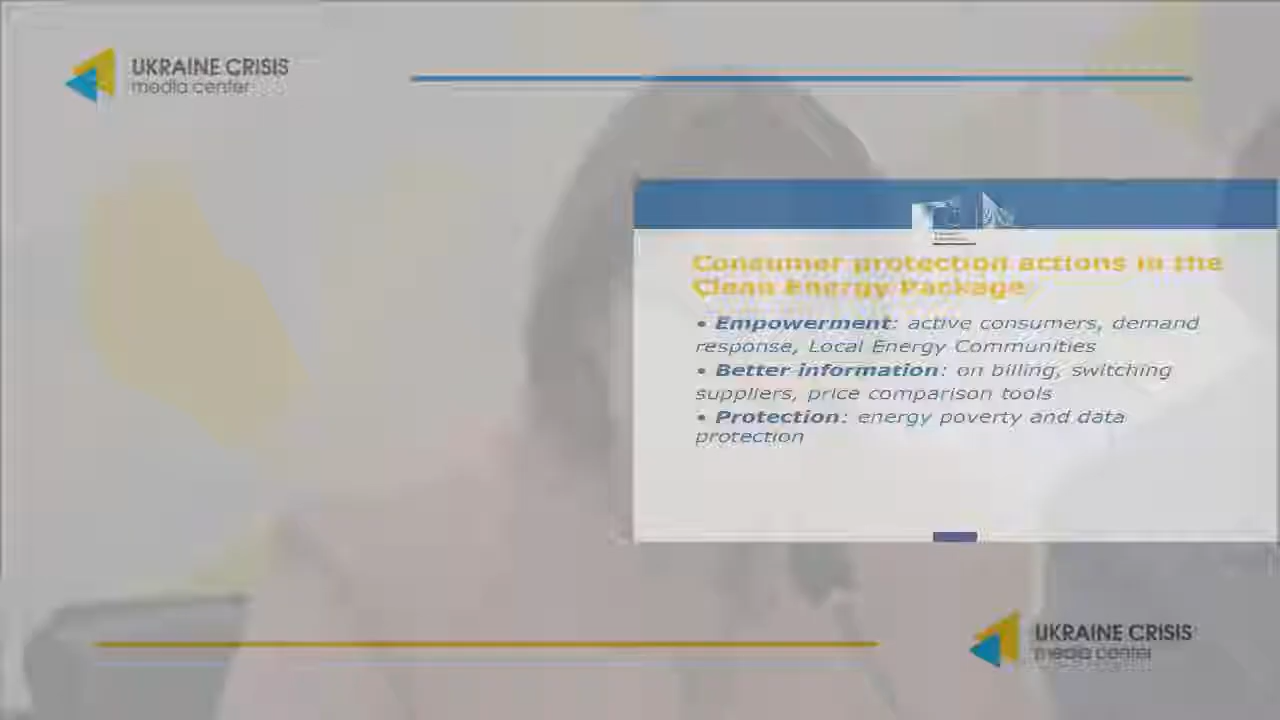 UKRAINE CRISIS
media center
Consumer protection actions in the
Clean Energy Package
• Empowerment: active consumers, demand
response, Local Energy Communities
• Better information: on billing, switching
suppliers, price comparison tools
• Protection: energy poverty and data
protection
UKRAINE CRISIS
media center